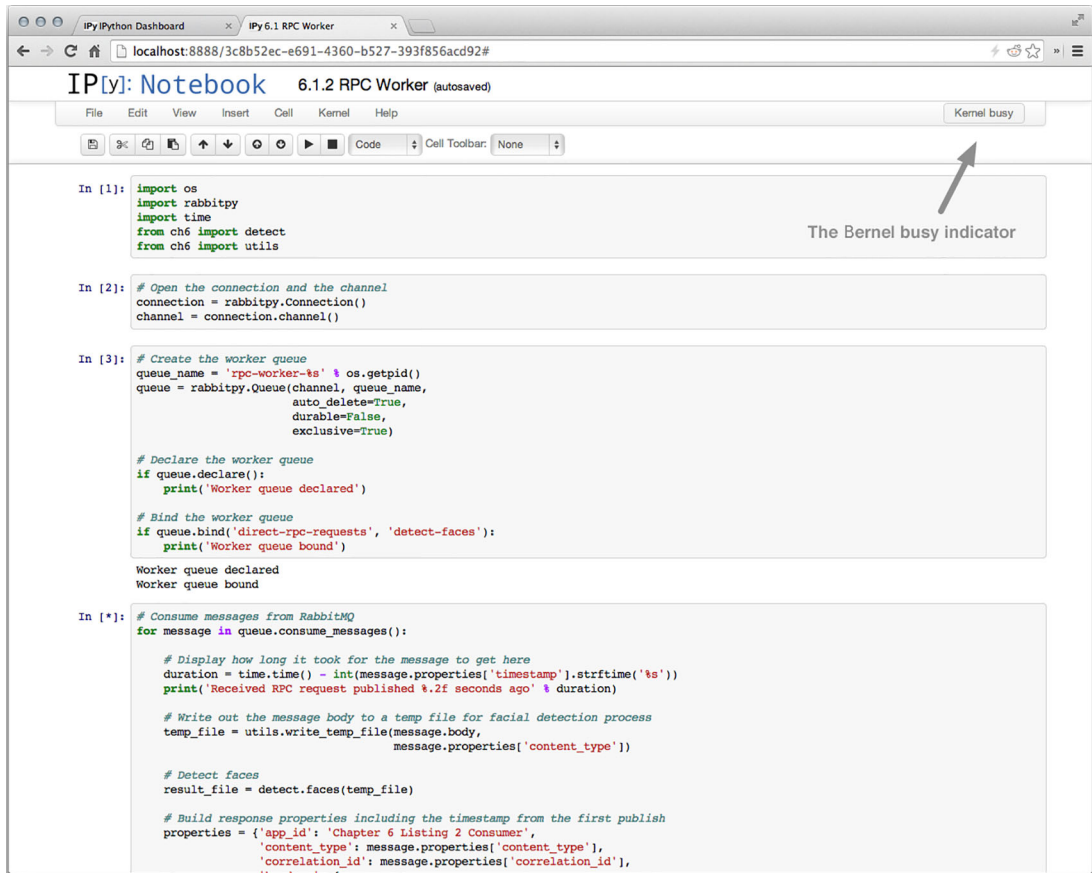 IPy IPython Dashboard × IPy 6.1 RPC Worker ×
localhost:8888/3c8b52ec-e691-4360-b527-393f856acd92#
»
IP[y]: Notebook 6.1.2 RPC Worker (autosaved)
File Edit View Insert Cell Kernel Help Kernel busy
Code Cell Toolbar: None
The Bernel busy indicator
In [1]: import os
import rabbitpy
import time
from ch6 import detect
from ch6 import utils
In [2]: # Open the connection and the channel
connection = rabbitpy.Connection()
channel = connection.channel()
In [3]: # Create the worker queue
queue_name = 'rpc-worker-%s' % os.getpid()
queue = rabbitpy.Queue(channel, queue_name,
                       auto_delete=True,
                       durable=False,
                       exclusive=True)
# Declare the worker queue
if queue.declare():
    print('Worker queue declared')
# Bind the worker queue
if queue.bind('direct-rpc-requests', 'detect-faces'):
    print('Worker queue bound')
Worker queue declared
Worker queue bound
In [*]: # Consume messages from RabbitMQ
for message in queue.consume_messages():
    # Display how long it took for the message to get here
    duration = time.time() - int(message.properties['timestamp'].strftime('%s'))
    print('Received RPC request published %.2f seconds ago' % duration)
    # Write out the message body to a temp file for facial detection process
    temp_file = utils.write_temp_file(message.body,
                                      message.properties['content_type'])
    # Detect faces
    result_file = detect.faces(temp_file)
    # Build response properties including the timestamp from the first publish
    properties = {'app_id': 'Chapter 6 Listing 2 Consumer',
                  'content_type': message.properties['content_type'],
                  'correlation_id': message.properties['correlation_id'],